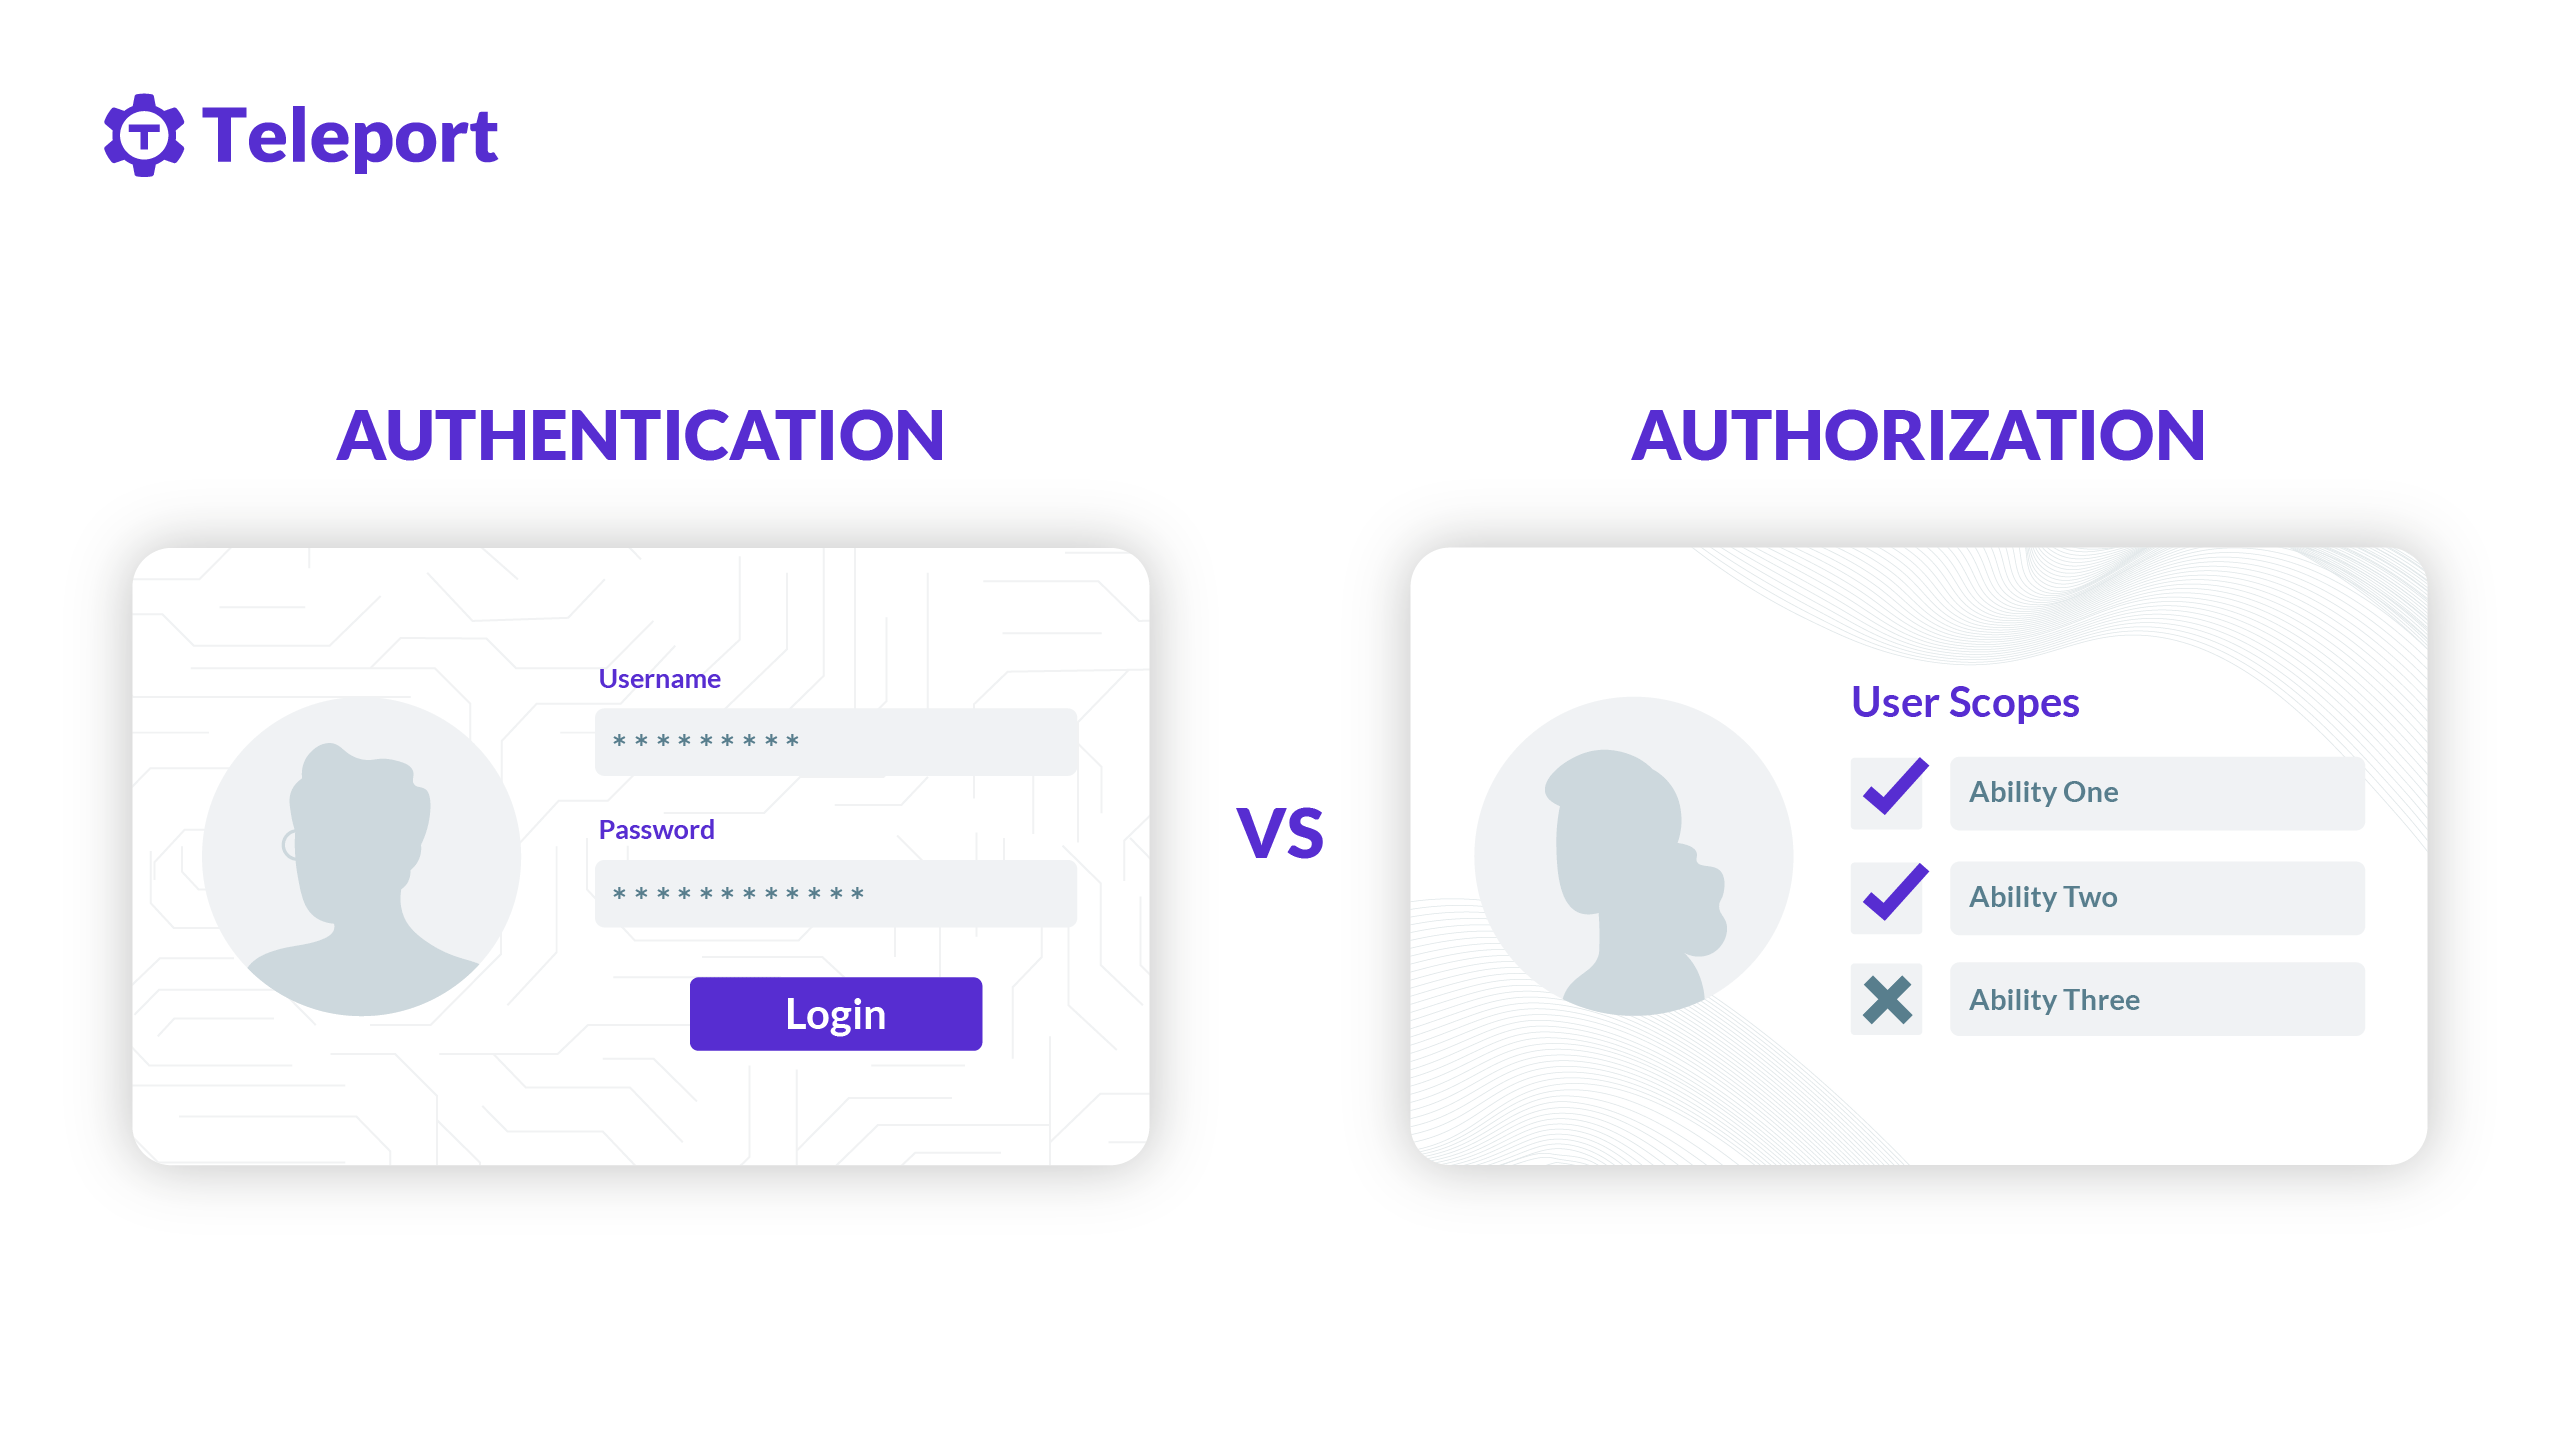 Teleport
AUTHENTICATION
Username
*********
Password
************
Login
VS
AUTHORIZATION
User Scopes
Ability One
Ability Two
Ability Three